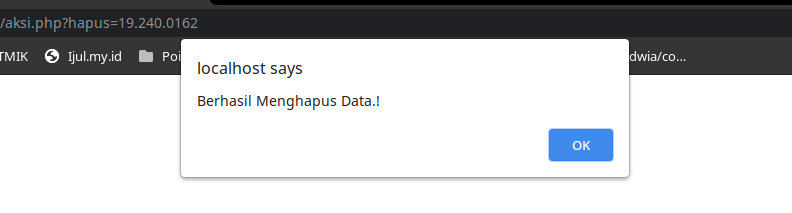 /aksi.php?hapus=19.240.0162
TMIK Ijul.my.id Poi dwia/co...
localhost says
Berhasil Menghapus Data.!
OK